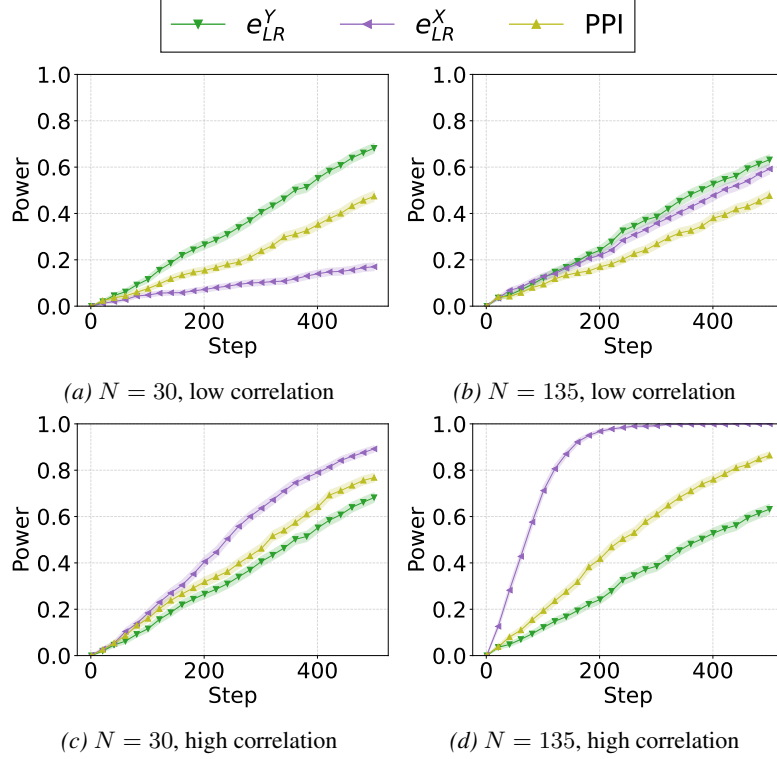 e_{LR}^Y e_{LR}^X PPI
1.0 1.0
0.8 0.8
0.6 0.6
0.4 0.4
0.2 0.2
0.0 0.0
Power Power
0 200 400 0 200 400
Step Step
(a) N = 30, low correlation (b) N = 135, low correlation
1.0 1.0
0.8 0.8
0.6 0.6
0.4 0.4
0.2 0.2
0.0 0.0
Power Power
0 200 400 0 200 400
Step Step
(c) N = 30, high correlation (d) N = 135, high correlation